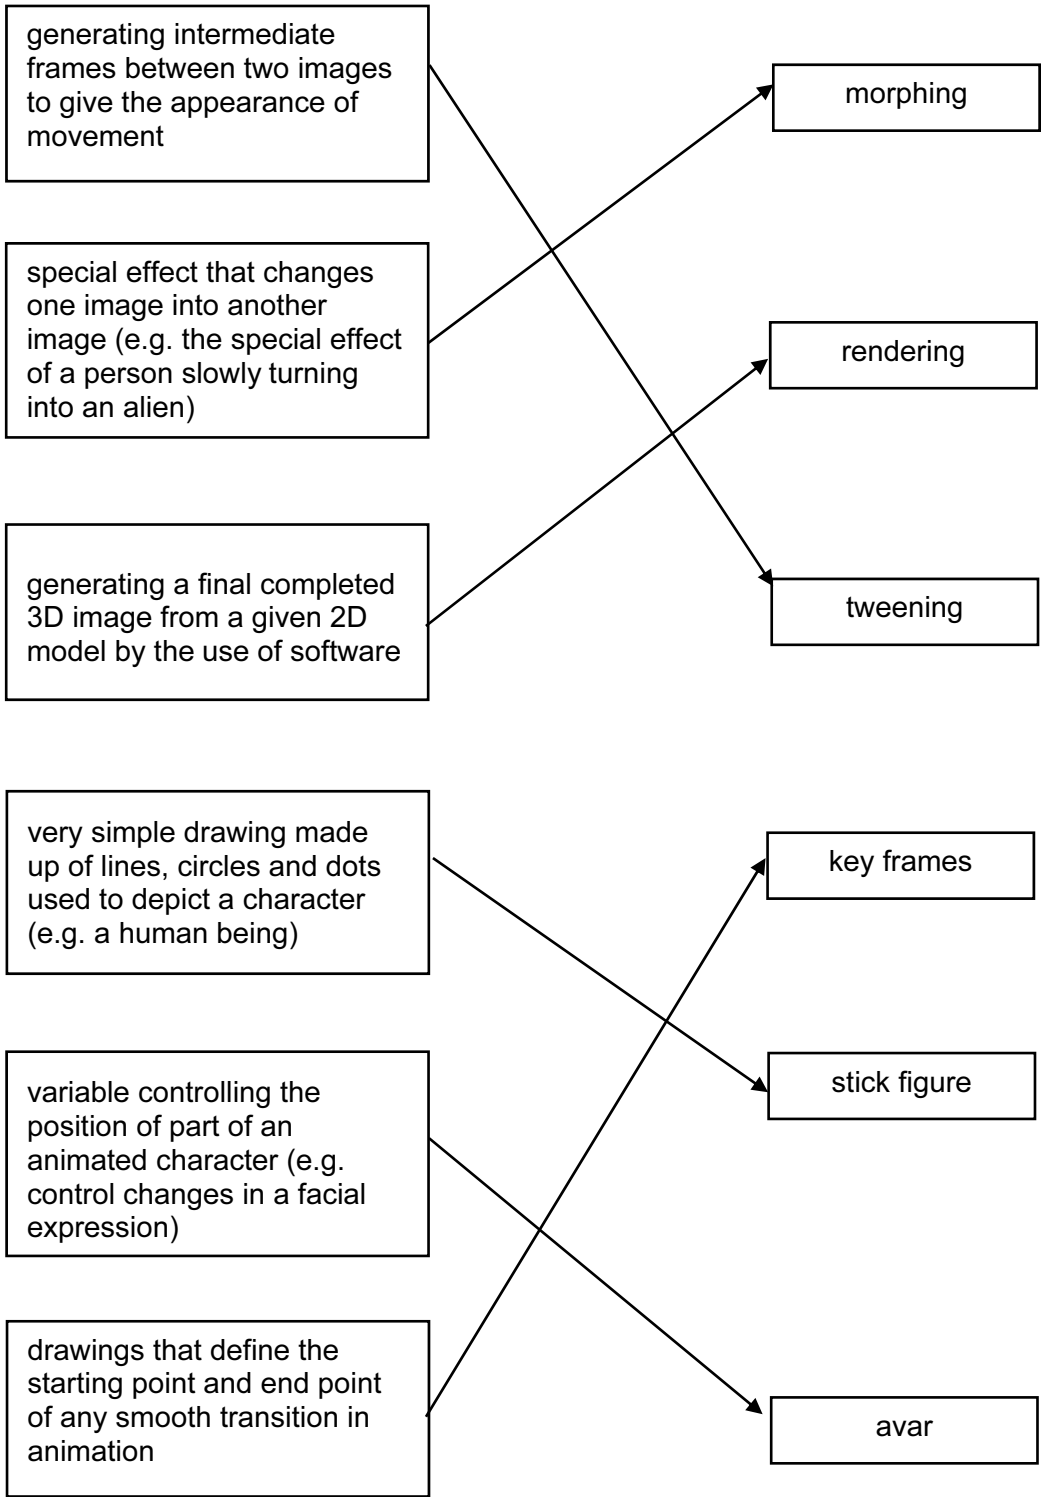 generating intermediate
frames between two images
to give the appearance of
movement
morphing
special effect that changes
one image into another
image (e.g. the special effect
of a person slowly turning
into an alien)
rendering
generating a final completed
3D image from a given 2D
model by the use of software
tweening
very simple drawing made
up of lines, circles and dots
used to depict a character
(e.g. a human being)
key frames
variable controlling the
position of part of an
animated character (e.g.
control changes in a facial
expression)
stick figure
drawings that define the
starting point and end point
of any smooth transition in
animation
avar